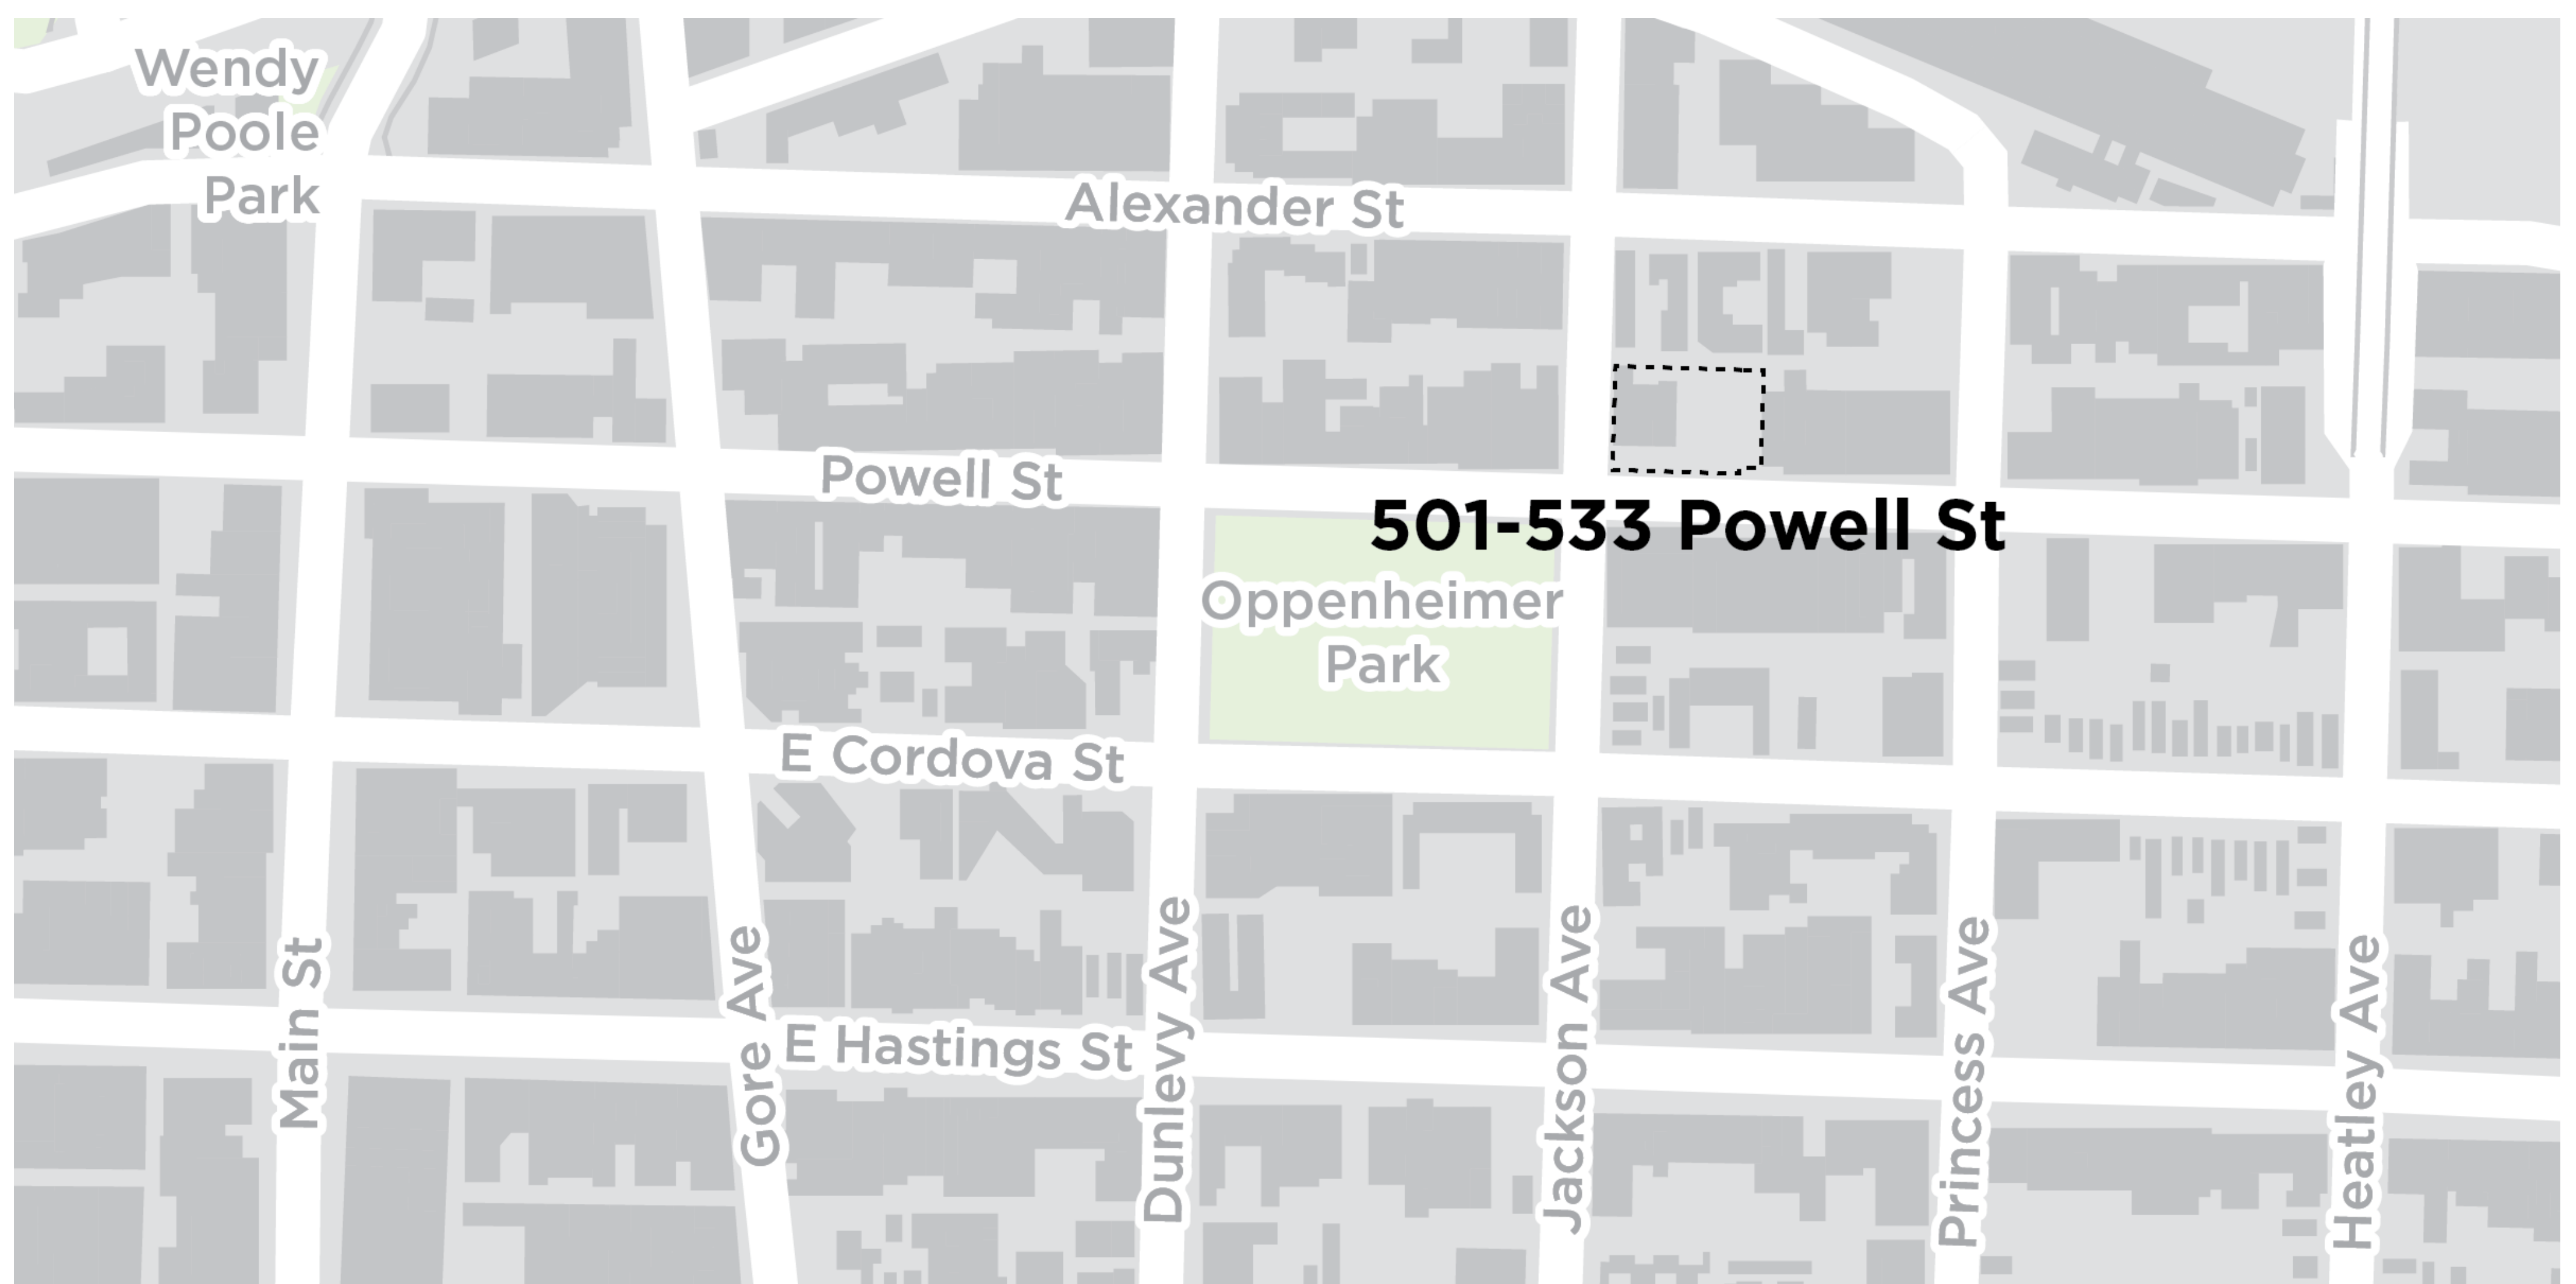 Wendy
Poole
Park
Alexander St
Powell St
501-533 Powell St
Oppenheimer
Park
E Cordova St
E Hastings St
Main St
Gore Ave
Dunlevy Ave
Jackson Ave
Princess Ave
Heatley Ave